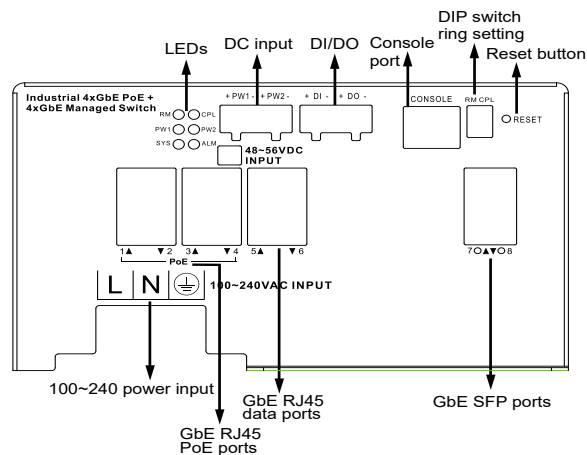 DIP switch
ring setting
LEDs
DC input
DI/DO
Console
port
Reset button
Industrial 4xGbE PoE +
4xGbE Managed Switch
+ PW1 - + PW2 -
+ DI - + DO -
CONSOLE
RM CPL
RESET
RM CPL
PW1 PW2
SYS ALM
48~56VDC
INPUT
1▲ ▼2 3▲ ▼4 5▲ ▼6
7○▲▼○8
PoE
L N 100~240VAC INPUT
100~240 power input
GbE RJ45
data ports
GbE SFP ports
GbE RJ45
PoE ports